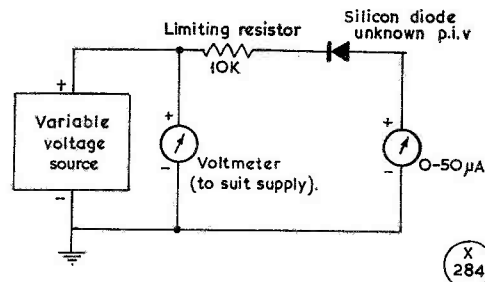 Limiting resistor
10K
Silicon diode
unknown p.i.v
+
Variable
voltage
source
−
+
−
Voltmeter
(to suit supply).
+
−
0-50µA
X
284